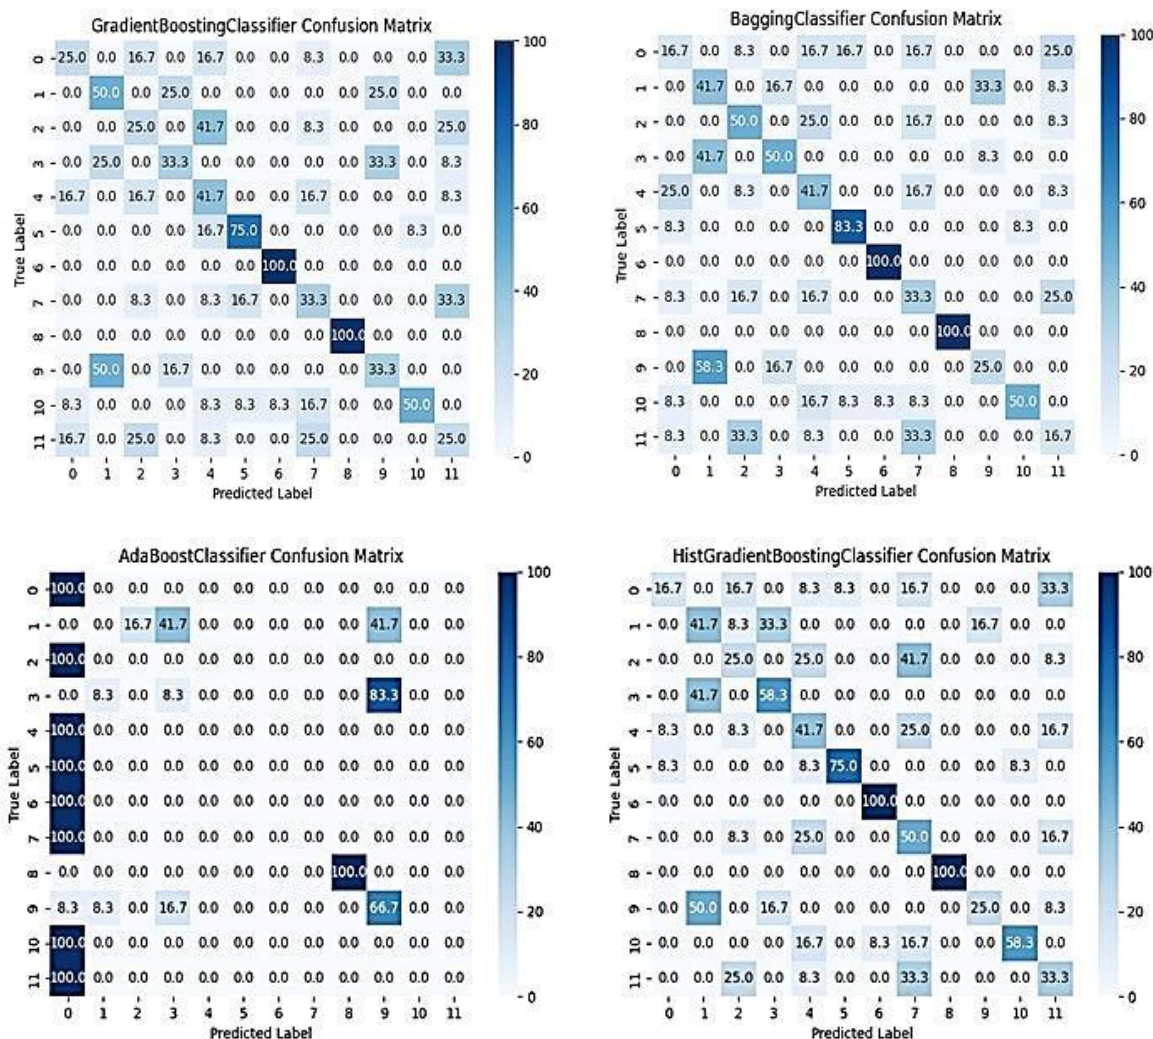 GradientBoostingClassifier Confusion Matrix
True Label
0 25.0 0.0 16.7 0.0 16.7 0.0 0.0 8.3 0.0 0.0 0.0 33.3
1 0.0 50.0 0.0 25.0 0.0 0.0 0.0 0.0 0.0 25.0 0.0 0.0
2 0.0 0.0 25.0 0.0 41.7 0.0 0.0 8.3 0.0 0.0 0.0 25.0
3 0.0 25.0 0.0 33.3 0.0 0.0 0.0 0.0 0.0 33.3 0.0 8.3
4 16.7 0.0 16.7 0.0 41.7 0.0 0.0 16.7 0.0 0.0 0.0 8.3
5 0.0 0.0 0.0 0.0 16.7 75.0 0.0 0.0 0.0 0.0 8.3 0.0
6 0.0 0.0 0.0 0.0 0.0 0.0 100.0 0.0 0.0 0.0 0.0 0.0
7 0.0 0.0 8.3 0.0 8.3 16.7 0.0 33.3 0.0 0.0 0.0 33.3
8 0.0 0.0 0.0 0.0 0.0 0.0 0.0 0.0 100.0 0.0 0.0 0.0
9 0.0 50.0 0.0 16.7 0.0 0.0 0.0 0.0 0.0 33.3 0.0 0.0
10 8.3 0.0 0.0 0.0 8.3 8.3 8.3 16.7 0.0 0.0 50.0 0.0
11 16.7 0.0 25.0 0.0 8.3 0.0 0.0 25.0 0.0 0.0 0.0 25.0
0 1 2 3 4 5 6 7 8 9 10 11
Predicted Label
100
80
60
40
20
0
BaggingClassifier Confusion Matrix
True Label
0 16.7 0.0 8.3 0.0 16.7 16.7 0.0 16.7 0.0 0.0 0.0 25.0
1 0.0 41.7 0.0 16.7 0.0 0.0 0.0 0.0 0.0 33.3 0.0 8.3
2 0.0 0.0 50.0 0.0 25.0 0.0 0.0 16.7 0.0 0.0 0.0 8.3
3 0.0 41.7 0.0 50.0 0.0 0.0 0.0 0.0 0.0 8.3 0.0 0.0
4 25.0 0.0 8.3 0.0 41.7 0.0 0.0 16.7 0.0 0.0 0.0 8.3
5 8.3 0.0 0.0 0.0 0.0 83.3 0.0 0.0 0.0 0.0 8.3 0.0
6 0.0 0.0 0.0 0.0 0.0 0.0 100.0 0.0 0.0 0.0 0.0 0.0
7 8.3 0.0 16.7 0.0 16.7 0.0 0.0 33.3 0.0 0.0 0.0 25.0
8 0.0 0.0 0.0 0.0 0.0 0.0 0.0 0.0 100.0 0.0 0.0 0.0
9 0.0 58.3 0.0 16.7 0.0 0.0 0.0 0.0 0.0 25.0 0.0 0.0
10 8.3 0.0 0.0 0.0 16.7 8.3 8.3 8.3 0.0 0.0 50.0 0.0
11 8.3 0.0 33.3 0.0 8.3 0.0 0.0 33.3 0.0 0.0 0.0 16.7
0 1 2 3 4 5 6 7 8 9 10 11
Predicted Label
100
80
60
40
20
0
AdaBoostClassifier Confusion Matrix
True Label
0 100.0 0.0 0.0 0.0 0.0 0.0 0.0 0.0 0.0 0.0 0.0 0.0
1 0.0 0.0 16.7 41.7 0.0 0.0 0.0 0.0 0.0 41.7 0.0 0.0
2 100.0 0.0 0.0 0.0 0.0 0.0 0.0 0.0 0.0 0.0 0.0 0.0
3 0.0 8.3 0.0 8.3 0.0 0.0 0.0 0.0 0.0 83.3 0.0 0.0
4 100.0 0.0 0.0 0.0 0.0 0.0 0.0 0.0 0.0 0.0 0.0 0.0
5 100.0 0.0 0.0 0.0 0.0 0.0 0.0 0.0 0.0 0.0 0.0 0.0
6 100.0 0.0 0.0 0.0 0.0 0.0 0.0 0.0 0.0 0.0 0.0 0.0
7 100.0 0.0 0.0 0.0 0.0 0.0 0.0 0.0 0.0 0.0 0.0 0.0
8 0.0 0.0 0.0 0.0 0.0 0.0 0.0 0.0 100.0 0.0 0.0 0.0
9 8.3 8.3 0.0 16.7 0.0 0.0 0.0 0.0 0.0 66.7 0.0 0.0
10 100.0 0.0 0.0 0.0 0.0 0.0 0.0 0.0 0.0 0.0 0.0 0.0
11 100.0 0.0 0.0 0.0 0.0 0.0 0.0 0.0 0.0 0.0 0.0 0.0
0 1 2 3 4 5 6 7 8 9 10 11
Predicted Label
100
80
60
40
20
0
HistGradientBoostingClassifier Confusion Matrix
True Label
0 16.7 0.0 16.7 0.0 8.3 8.3 0.0 16.7 0.0 0.0 0.0 33.3
1 0.0 41.7 8.3 33.3 0.0 0.0 0.0 0.0 0.0 16.7 0.0 0.0
2 0.0 0.0 25.0 0.0 25.0 0.0 0.0 41.7 0.0 0.0 0.0 8.3
3 0.0 41.7 0.0 58.3 0.0 0.0 0.0 0.0 0.0 0.0 0.0 0.0
4 8.3 0.0 8.3 0.0 41.7 0.0 0.0 25.0 0.0 0.0 0.0 16.7
5 8.3 0.0 0.0 0.0 8.3 75.0 0.0 0.0 0.0 0.0 8.3 0.0
6 0.0 0.0 0.0 0.0 0.0 0.0 100.0 0.0 0.0 0.0 0.0 0.0
7 0.0 0.0 8.3 0.0 25.0 0.0 0.0 50.0 0.0 0.0 0.0 16.7
8 0.0 0.0 0.0 0.0 0.0 0.0 0.0 0.0 100.0 0.0 0.0 0.0
9 0.0 50.0 0.0 16.7 0.0 0.0 0.0 0.0 0.0 25.0 0.0 8.3
10 0.0 0.0 0.0 0.0 16.7 0.0 8.3 16.7 0.0 0.0 58.3 0.0
11 0.0 0.0 25.0 0.0 8.3 0.0 0.0 33.3 0.0 0.0 0.0 33.3
0 1 2 3 4 5 6 7 8 9 10 11
Predicted Label
100
80
60
40
20
0